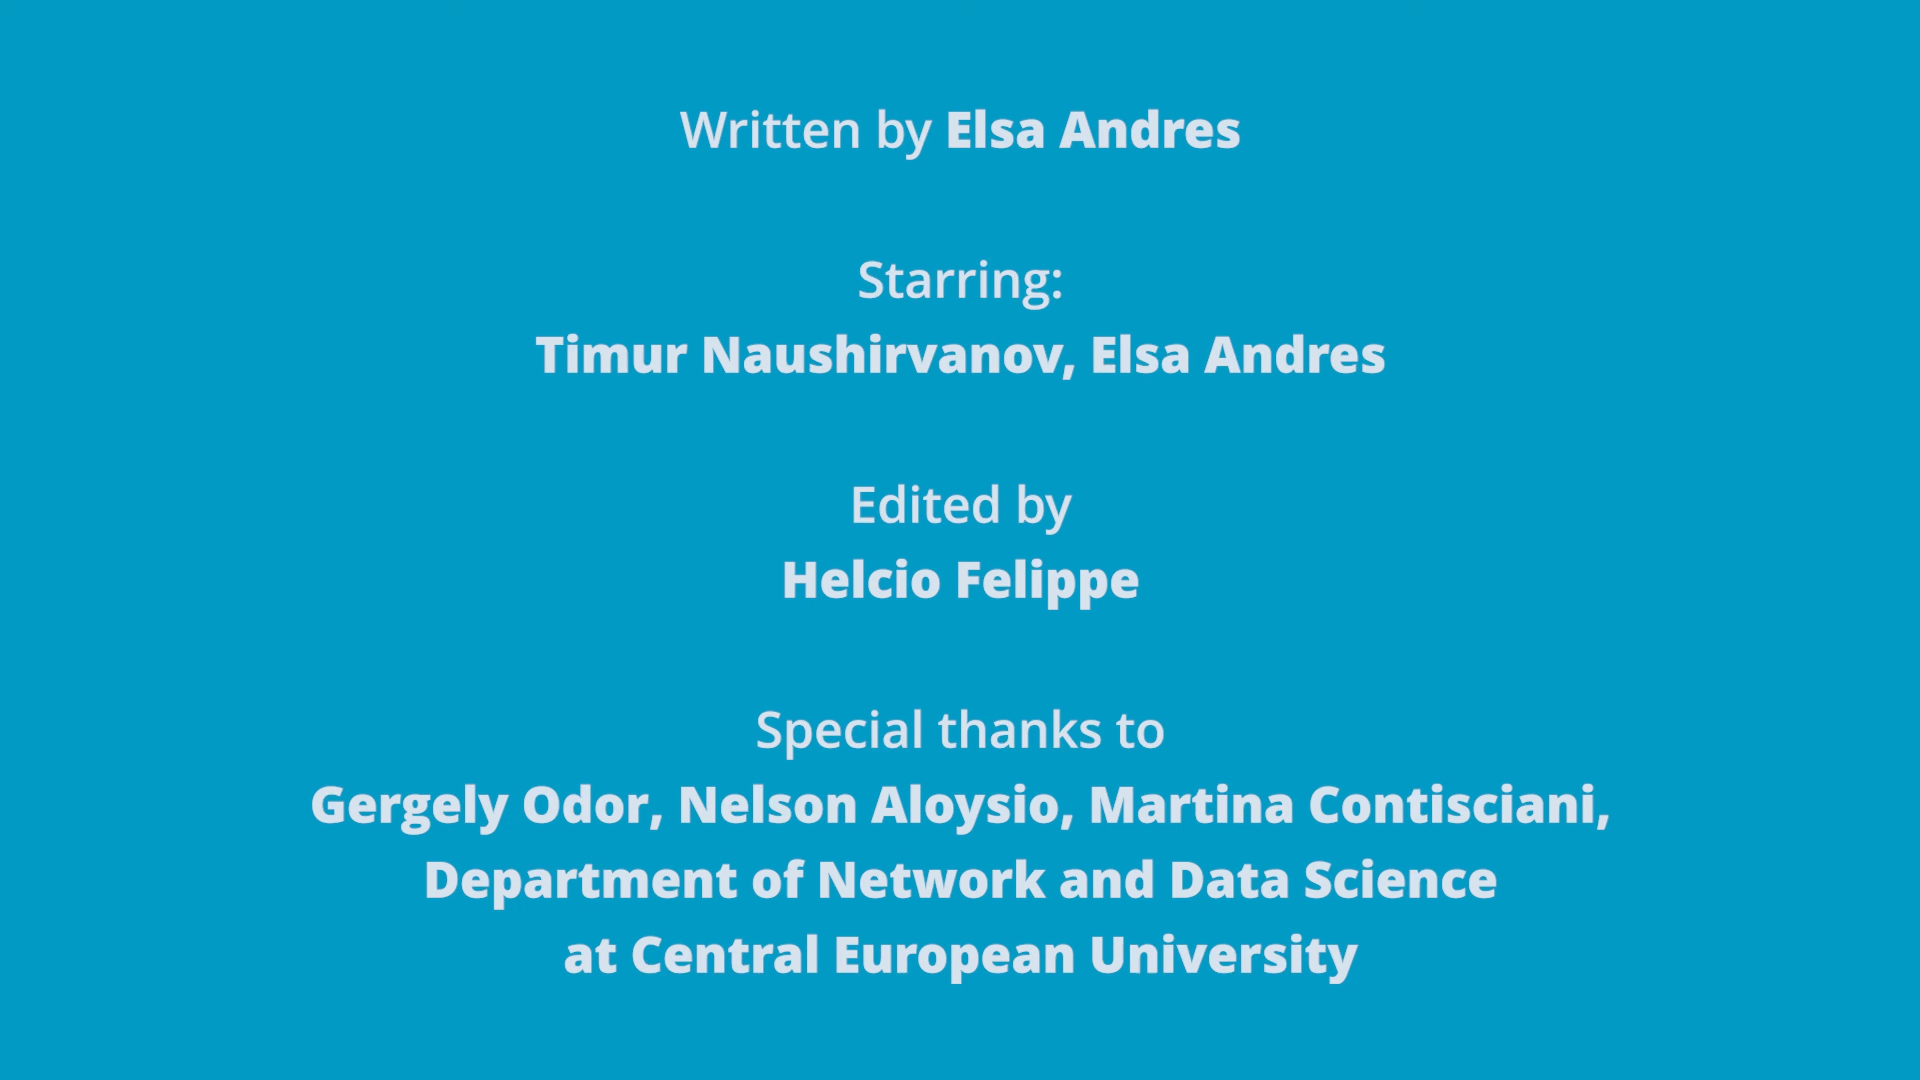 Written by Elsa Andres
Starring:
Timur Naushirvanov, Elsa Andres
Edited by
Helcio Felippe
Special thanks to
Gergely Odor, Nelson Aloysio, Martina Contisciani,
Department of Network and Data Science
at Central European University